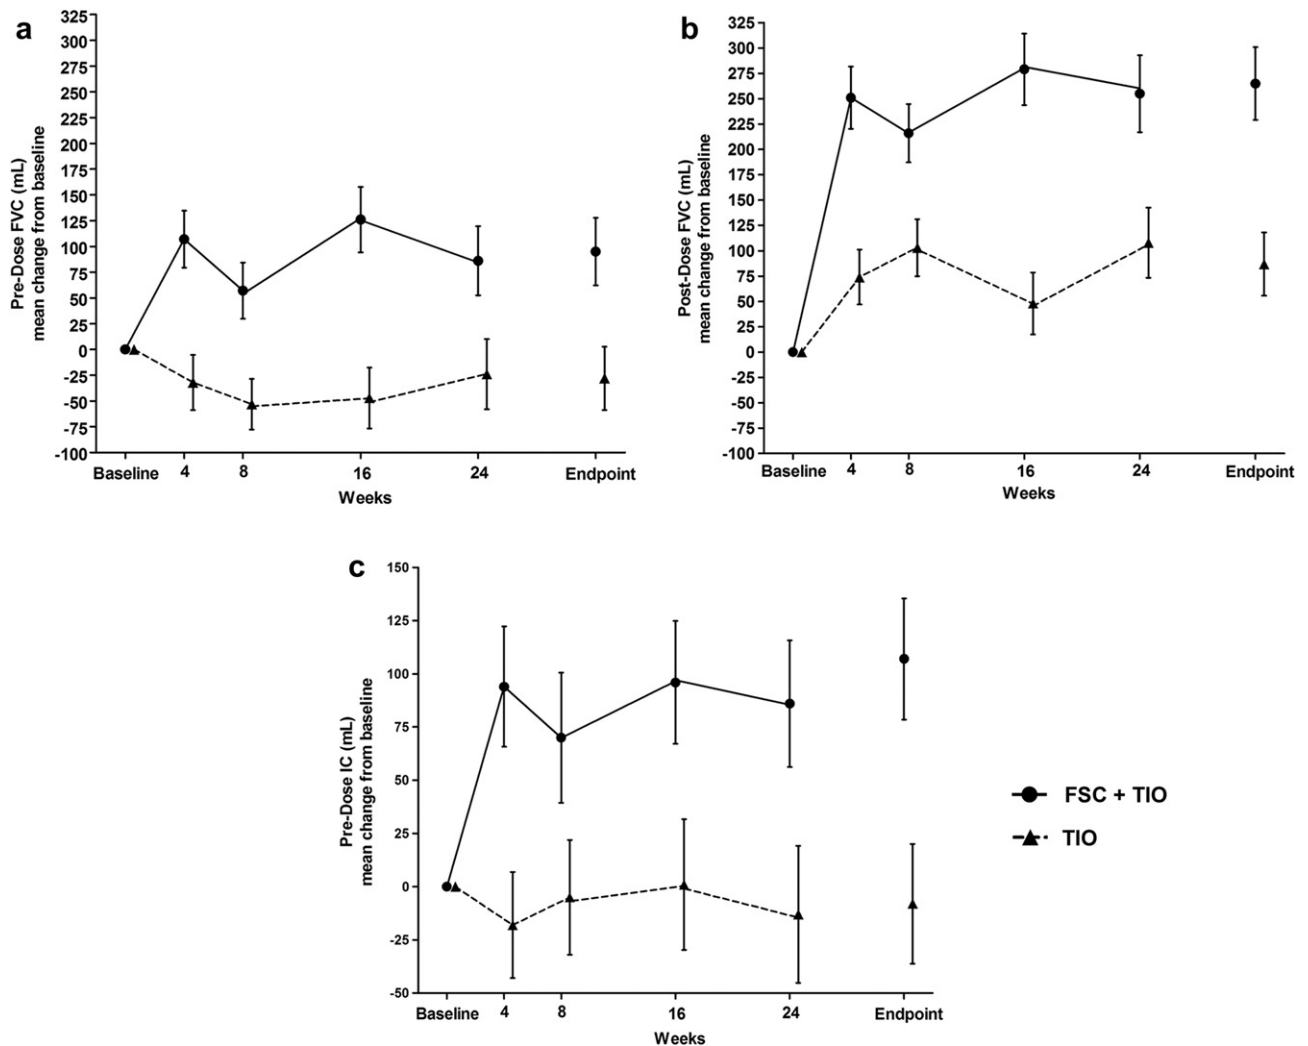 a
Pre-Dose FVC (mL)
mean change from baseline
325
300
275
250
225
200
175
150
125
100
75
50
25
0
-25
-50
-75
-100
Baseline 4 8 16 24 Endpoint
Weeks
b
Post-Dose FVC (mL)
mean change from baseline
325
300
275
250
225
200
175
150
125
100
75
50
25
0
-25
-50
-75
-100
Baseline 4 8 16 24 Endpoint
Weeks
c
Pre-Dose IC (mL)
mean change from baseline
150
125
100
75
50
25
0
-25
-50
Baseline 4 8 16 24 Endpoint
Weeks
FSC + TIO
TIO